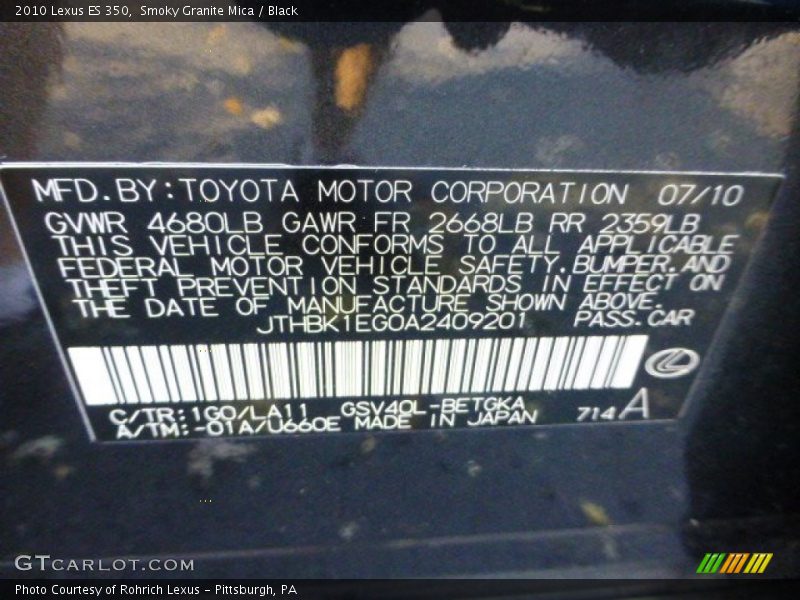 2010 Lexus ES 350,  Smoky Granite Mica / Black
MFD.BY:TOYOTA MOTOR CORPORATION 07/10
GVWR 4680LB GAWR FR 2668LB RR 2359LB
THIS VEHICLE CONFORMS TO ALL APPLICABLE
FEDERAL MOTOR VEHICLE SAFETY,BUMPER,AND
THEFT PREVENTION STANDARDS IN EFFECT ON
THE DATE OF MANUFACTURE SHOWN ABOVE.
JTHBK1EG0A2409201 PASS.CAR
C/TR:1G0/LA11 GSV40L-BETGKA
A/TM:-01A/U660E MADE IN JAPAN 714A
GTCARLOT.COM
Photo Courtesy of Rohrich Lexus - Pittsburgh, PA